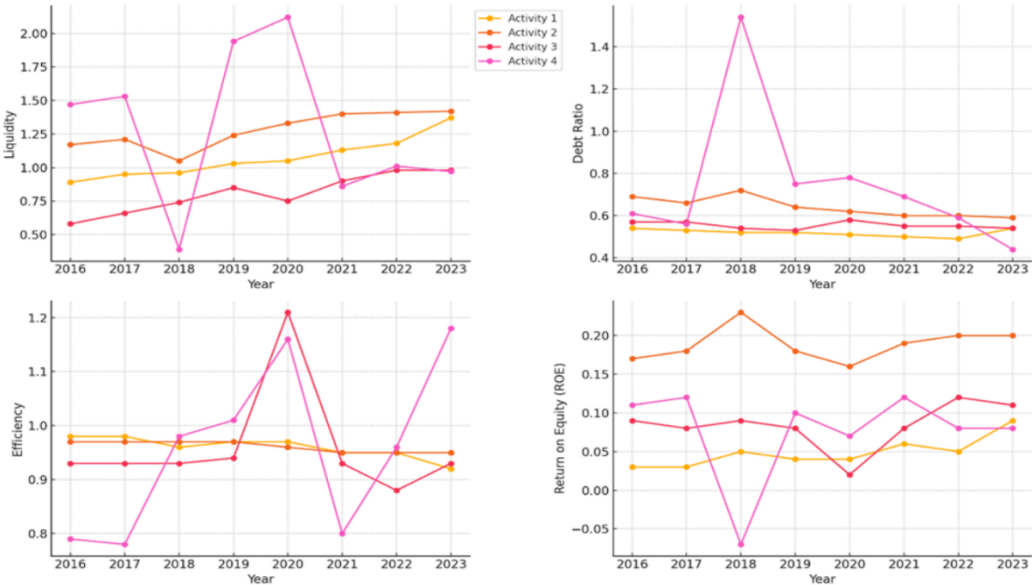 Liquidity
2.00
1.75
1.50
1.25
1.00
0.75
0.50
2016 2017 2018 2019 2020 2021 2022 2023
Year
Activity 1
Activity 2
Activity 3
Activity 4
Debt Ratio
1.4
1.2
1.0
0.8
0.6
0.4
2016 2017 2018 2019 2020 2021 2022 2023
Year
Efficiency
1.2
1.1
1.0
0.9
0.8
2016 2017 2018 2019 2020 2021 2022 2023
Year
Return on Equity (ROE)
0.20
0.15
0.10
0.05
0.00
−0.05
2016 2017 2018 2019 2020 2021 2022 2023
Year